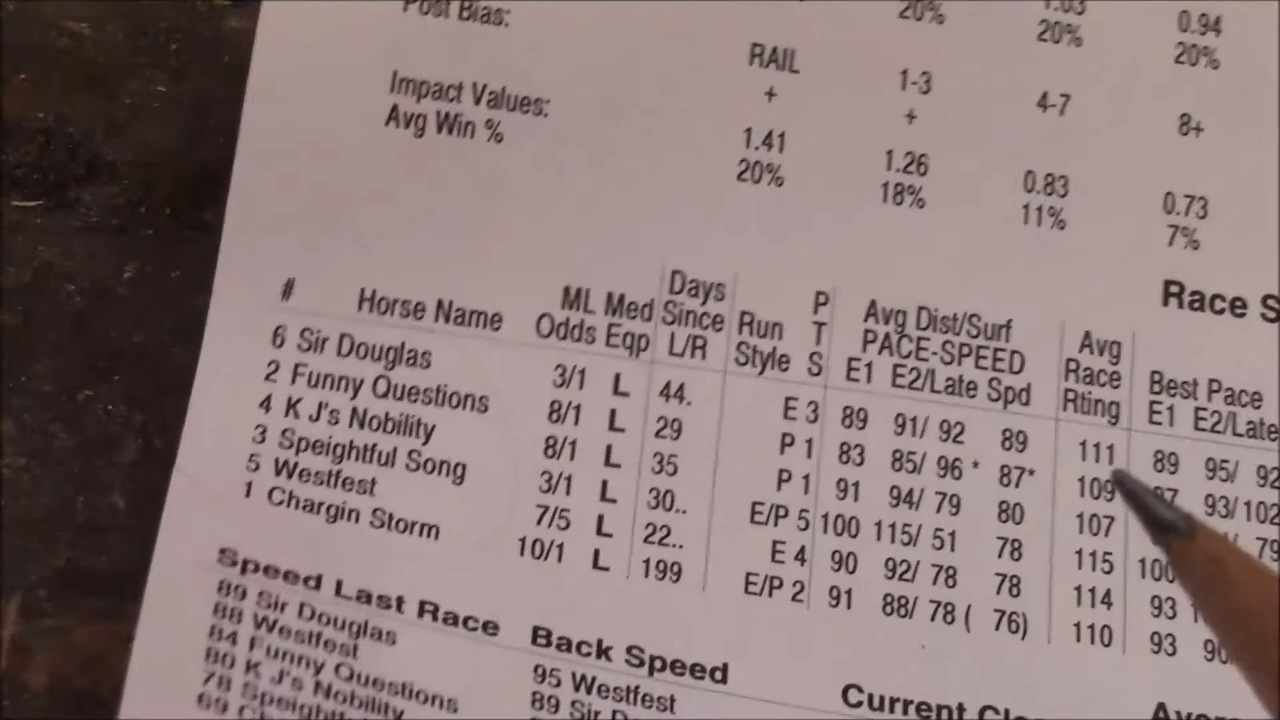 Post Bias: 20% 1.03 0.94
20% 20%
RAIL 1-3 4-7 8+
+ +
Impact Values: 1.41 1.26 0.83 0.73
Avg Win % 20% 18% 11% 7%
Race S
# Horse Name ML Odds Med Eqp Days Since L/R Run Style PTS Avg Dist/Surf PACE-SPEED E1 E2/Late Spd Avg Race Rting Best Pace E1 E2/Late
6 Sir Douglas 3/1 L 44. E 3 89 91/ 92 89 111 89 95/ 92
2 Funny Questions 8/1 L 29 P 1 83 85/ 96 * 87* 109 93/102
4 K J's Nobility 8/1 L 35 P 1 91 94/ 79 80 107 79
3 Speightful Song 3/1 L 30.. E/P 5 100 115/ 51 78 115 100
5 Westfest 7/5 L 22.. E 4 90 92/ 78 78 114 93
1 Chargin Storm 10/1 L 199 E/P 2 91 88/ 78 ( 76) 110 93 90
Speed Last Race Back Speed Current
89 Sir Douglas 95 Westfest
88 Westfest 89 Sir
84 Funny Questions
80 K J's Nobility
78
69